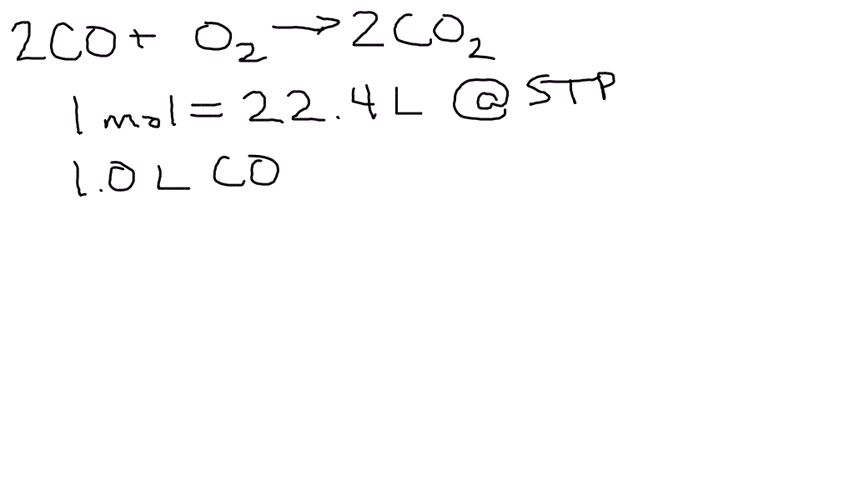 2CO + O₂ → 2CO₂
1 mol = 22.4 L @ STP
1.0 L CO